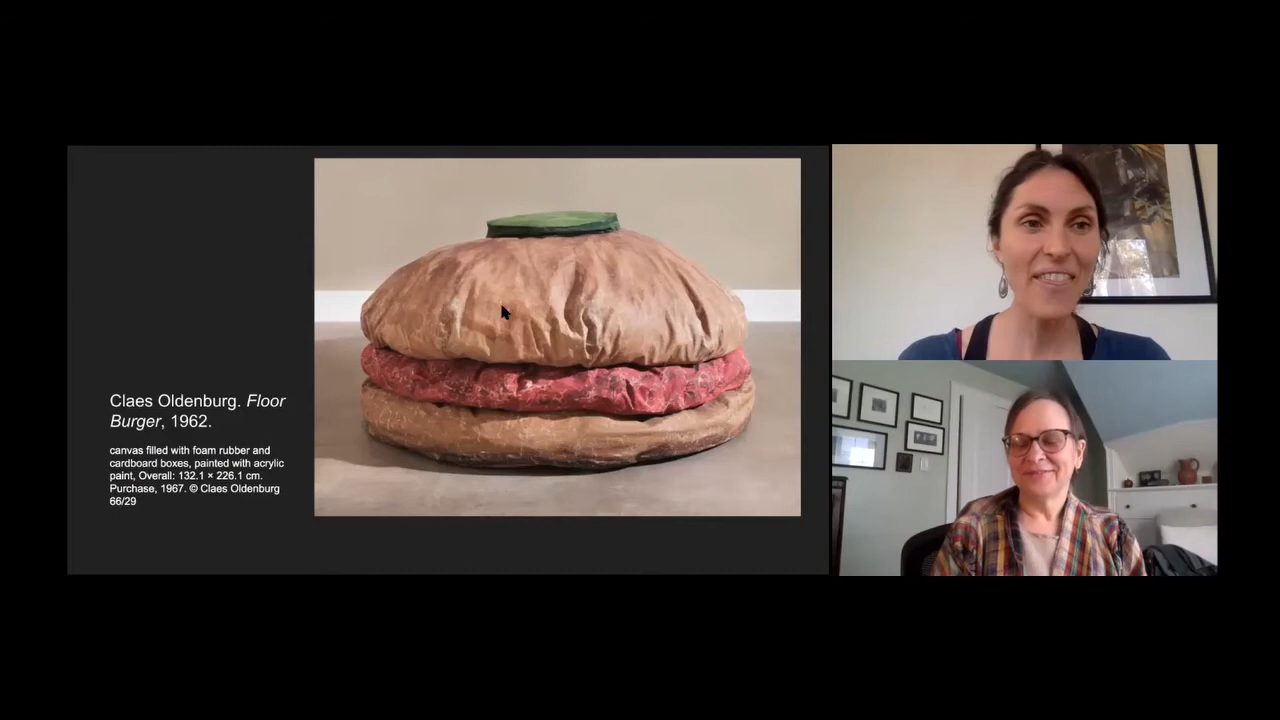 Claes Oldenburg. Floor
Burger, 1962.
canvas filled with foam rubber and
cardboard boxes, painted with acrylic
paint, Overall: 132.1 × 226.1 cm.
Purchase, 1967. © Claes Oldenburg
66/29